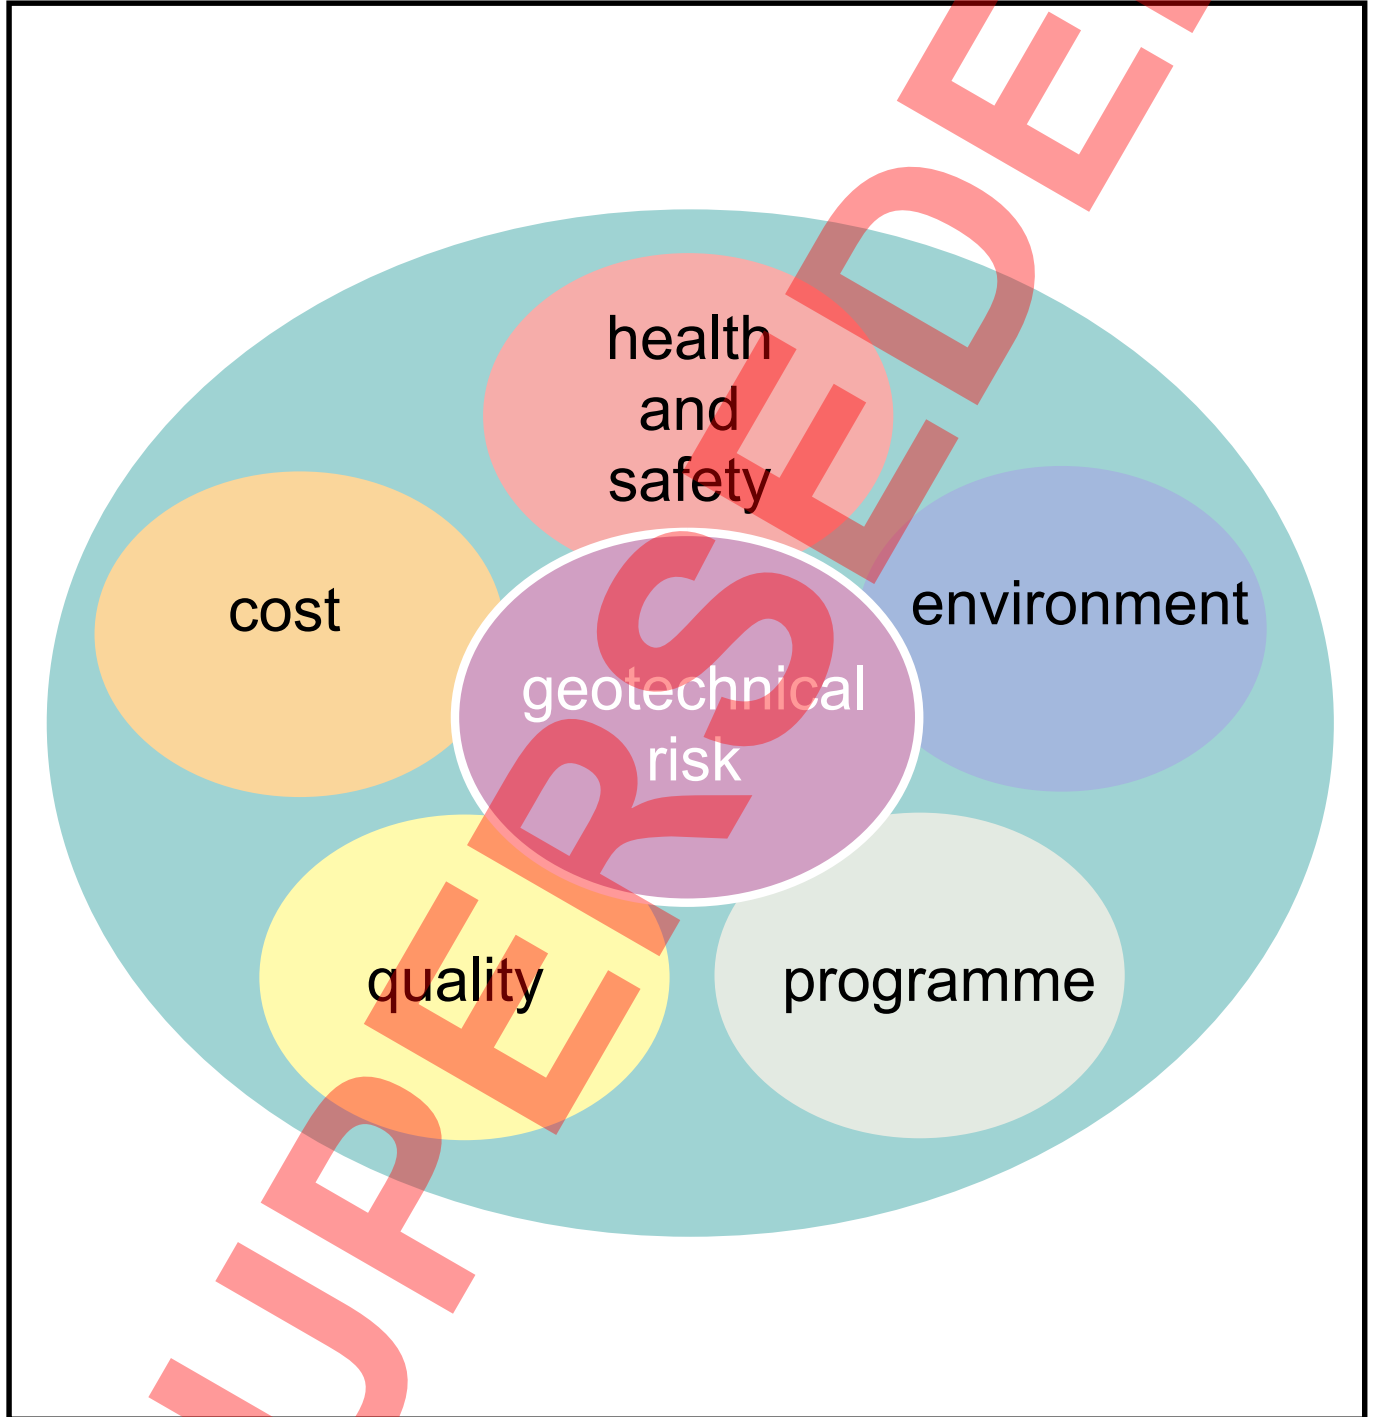 health
and
safety
cost
environment
geotechnical
risk
quality
programme
SUPERSEDED